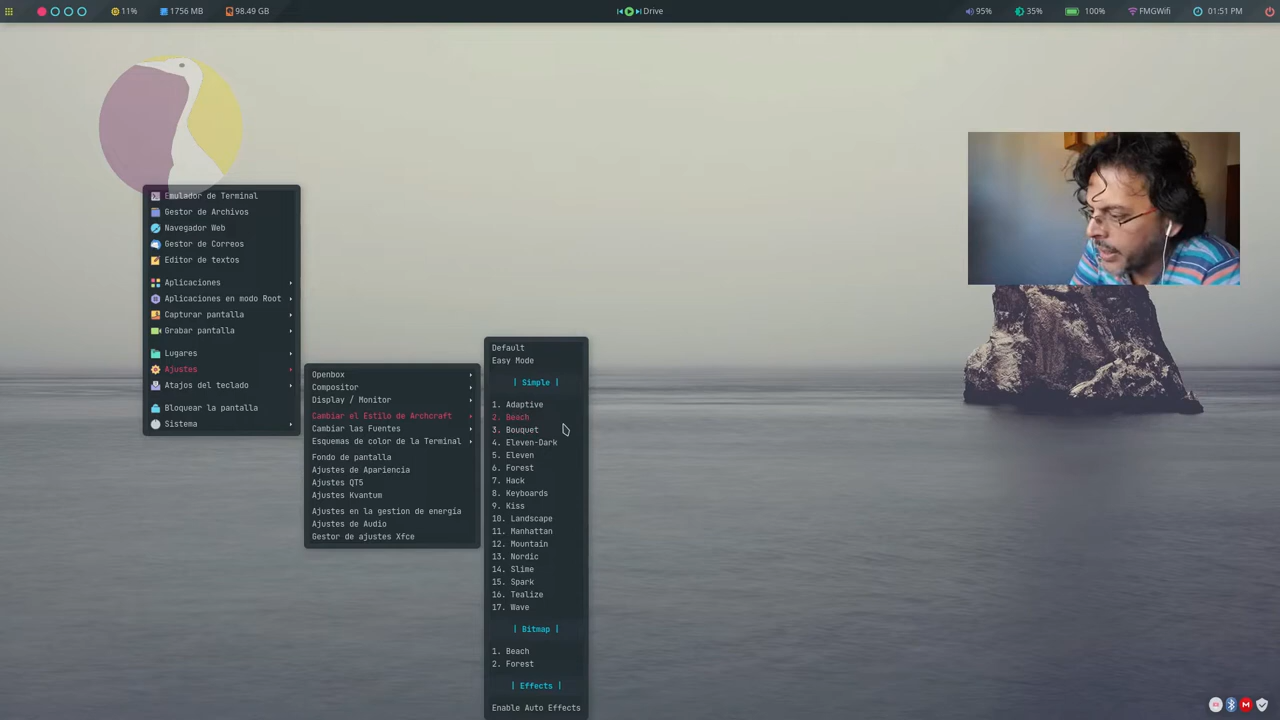 11%
1756 MB
98.49 GB
Drive
95%
35%
100%
FMGWifi
01:51 PM
Emulador de Terminal
Gestor de Archivos
Navegador Web
Gestor de Correos
Editor de textos
Aplicaciones
Aplicaciones en modo Root
Capturar pantalla
Grabar pantalla
Lugares
Ajustes
Atajos del teclado
Bloquear la pantalla
Sistema
Openbox
Compositor
Display / Monitor
Cambiar el Estilo de Archcraft
Cambiar las Fuentes
Esquemas de color de la Terminal
Fondo de pantalla
Ajustes de Apariencia
Ajustes QT5
Ajustes Kvantum
Ajustes en la gestion de energía
Ajustes de Audio
Gestor de ajustes Xfce
Default
Easy Mode
| Simple |
1. Adaptive
2. Beach
3. Bouquet
4. Eleven-Dark
5. Eleven
6. Forest
7. Hack
8. Keyboards
9. Kiss
10. Landscape
11. Manhattan
12. Mountain
13. Nordic
14. Slime
15. Spark
16. Tealize
17. Wave
| Bitmap |
1. Beach
2. Forest
| Effects |
Enable Auto Effects